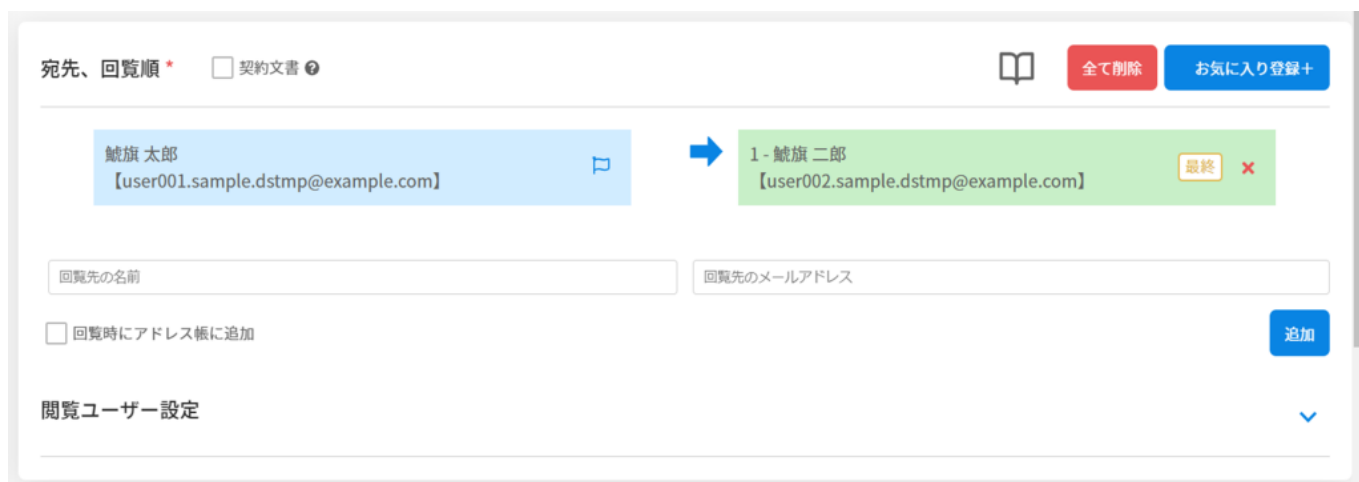 宛先、回覧順 * 契約文書 ? 全て削除 お気に入り登録+
鯱旗 太郎
【user001.sample.dstmp@example.com】
1 - 鯱旗 二郎
【user002.sample.dstmp@example.com】
最終
回覧先の名前 回覧先のメールアドレス
回覧時にアドレス帳に追加 追加
閲覧ユーザー設定